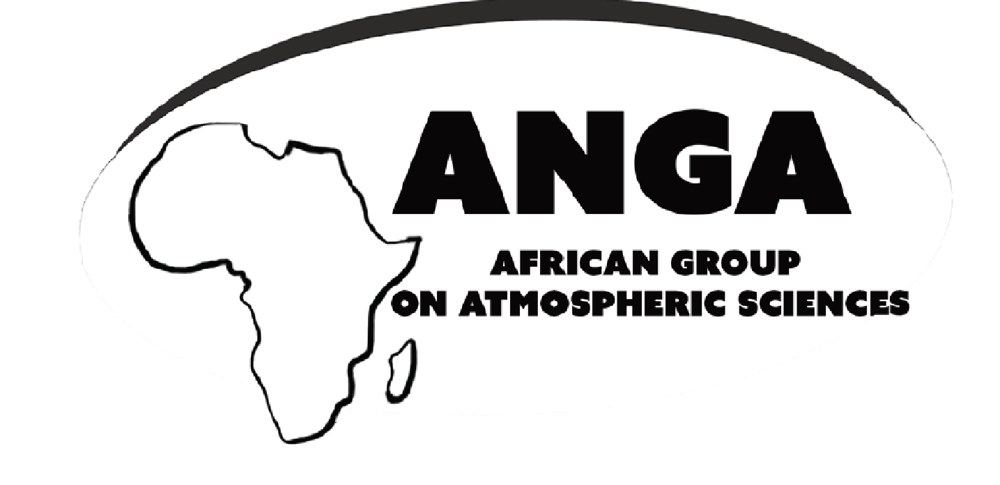 ANGA
AFRICAN GROUP
ON ATMOSPHERIC SCIENCES